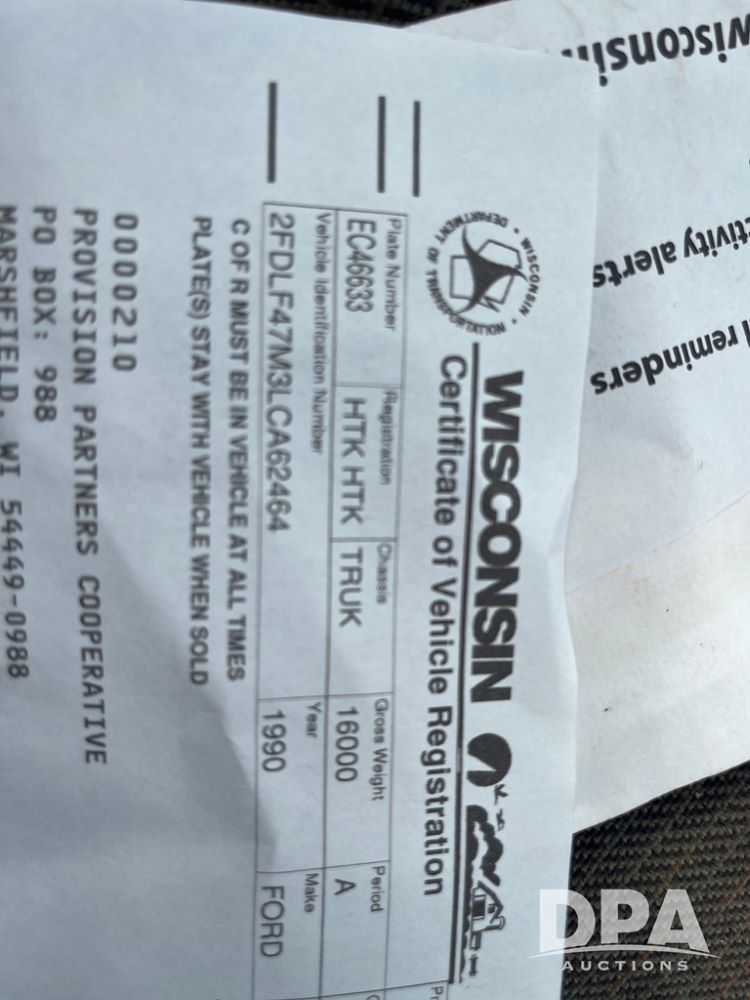 WISCONSIN
Certificate of Vehicle Registration
WISCONSIN
DEPARTMENT OF TRANSPORTATION
Plate Number Registration Chassis Gross Weight Period
EC46633 HTK HTK TRUK 16000 A
Vehicle Identification Number Year Make
2FDLF47M3LCA62464 1990 FORD
C OF R MUST BE IN VEHICLE AT ALL TIMES
PLATE(S) STAY WITH VEHICLE WHEN SOLD
0000210
PROVISION PARTNERS COOPERATIVE
PO BOX: 988
MARSHFIELD, WI 54449-0988
reminders
alerts
DPA
AUCTIONS